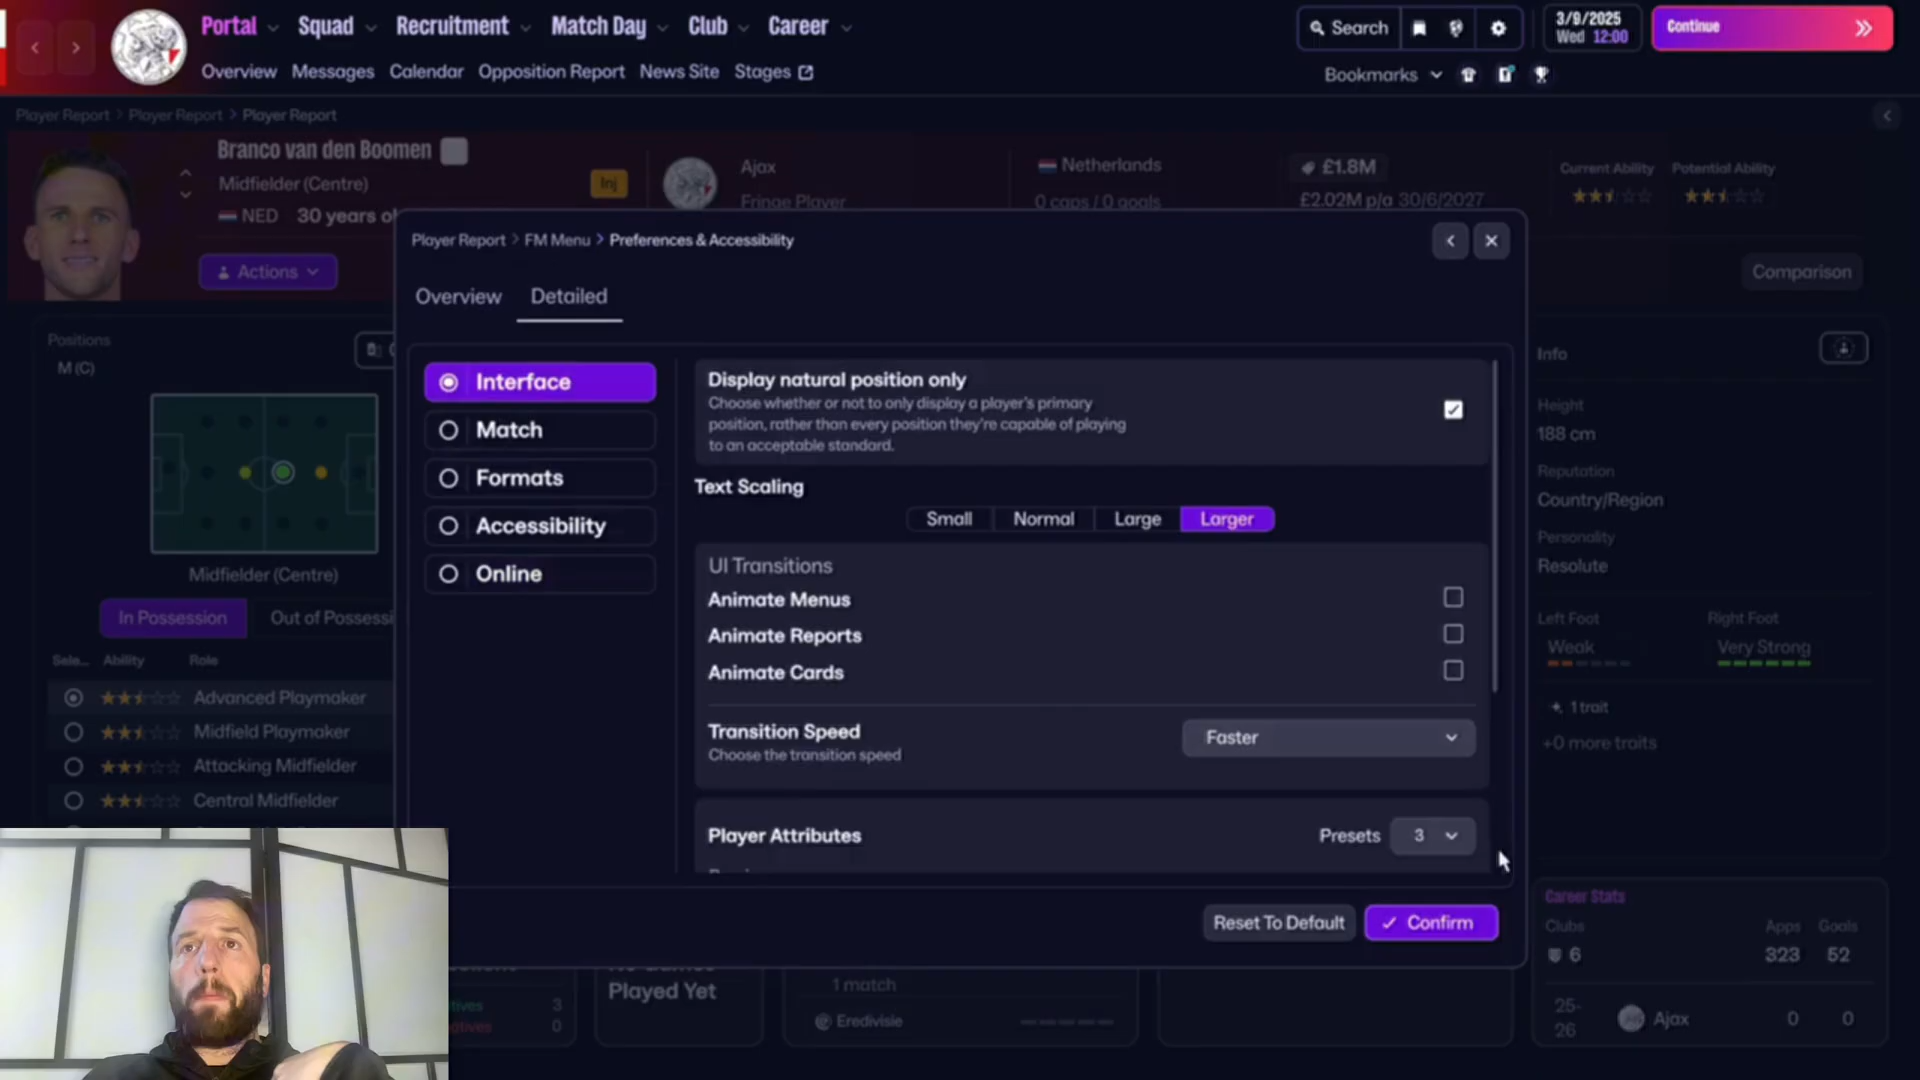 Portal
Squad
Recruitment
Match Day
Club
Career
Search
3/9/2025
Wed 12:00
Continue
Overview
Messages
Calendar
Opposition Report
News Site
Stages
Bookmarks
Player Report > Player Report > Player Report
Branco van den Boomen
Midfielder (Centre)
Inj
NED 30 years ol
Actions
Ajax
Fringe Player
Netherlands
0 caps / 0 goals
£1.8M
£2.02M p/a 30/6/2027
Current Ability
Potential Ability
Comparison
Player Report > FM Menu > Preferences & Accessibility
Overview
Detailed
Interface
Match
Formats
Accessibility
Online
Display natural position only
Choose whether or not to only display a player's primary
position, rather than every position they're capable of playing
to an acceptable standard.
Text Scaling
Small
Normal
Large
Larger
UI Transitions
Animate Menus
Animate Reports
Animate Cards
Transition Speed
Choose the transition speed
Faster
Player Attributes
Presets
3
Reset To Default
Confirm
Positions
M (C)
Midfielder (Centre)
In Possession
Out of Possessi
Sele...
Ability
Role
Advanced Playmaker
Midfield Playmaker
Attacking Midfielder
Central Midfielder
Info
Height
188 cm
Reputation
Country/Region
Personality
Resolute
Left Foot
Right Foot
Weak
Very Strong
1 trait
+0 more traits
3
0
Played Yet
1 match
Eredivisie
Career Stats
Clubs
Apps
Goals
6
323
52
25-
26
Ajax
0
0